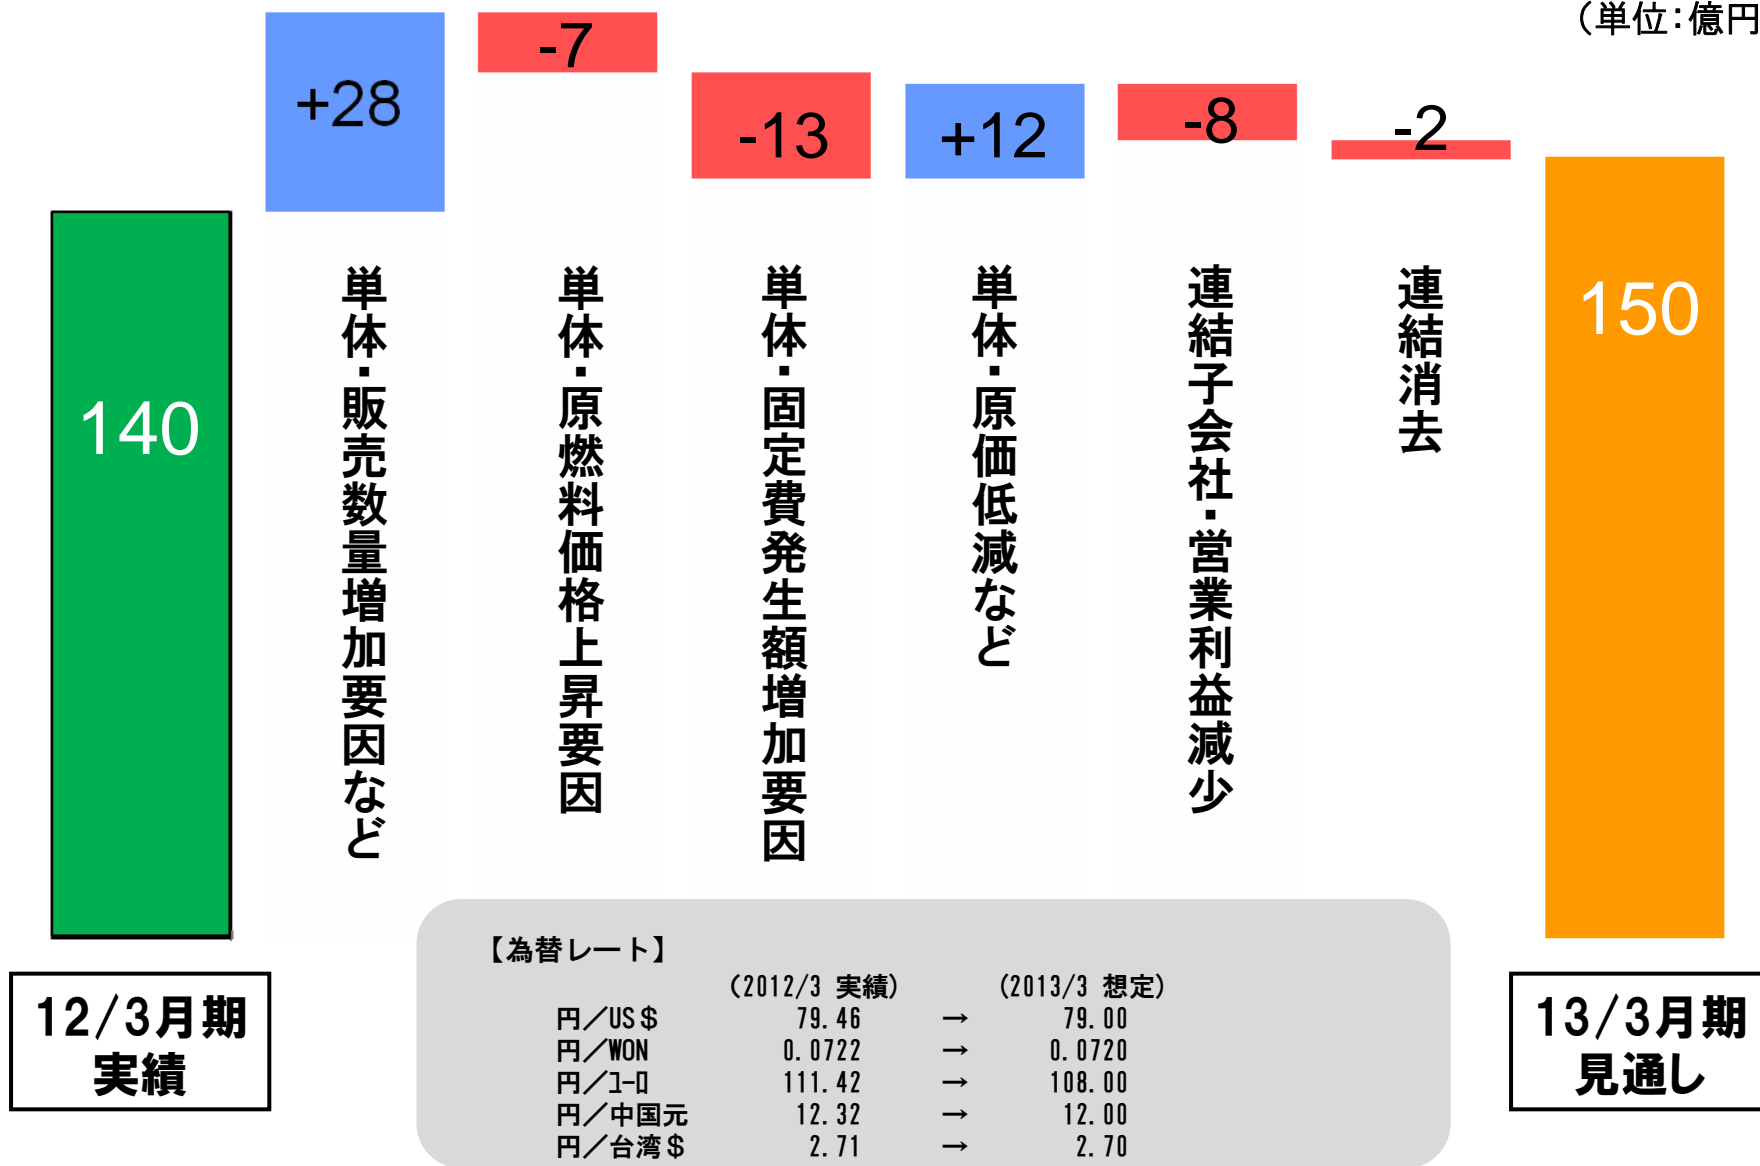 （単位：億円
+28
-7
-13
+12
-8
-2
140
150
単体・販売数量増加要因など
単体・原燃料価格上昇要因
単体・固定費発生額増加要因
単体・原価低減など
連結子会社・営業利益減少
連結消去
12/3月期
実績
13/3月期
見通し
【為替レート】
(2012/3 実績) (2013/3 想定)
円／US＄ 79.46 → 79.00
円／WON 0.0722 → 0.0720
円／ﾕｰﾛ 111.42 → 108.00
円／中国元 12.32 → 12.00
円／台湾＄ 2.71 → 2.70